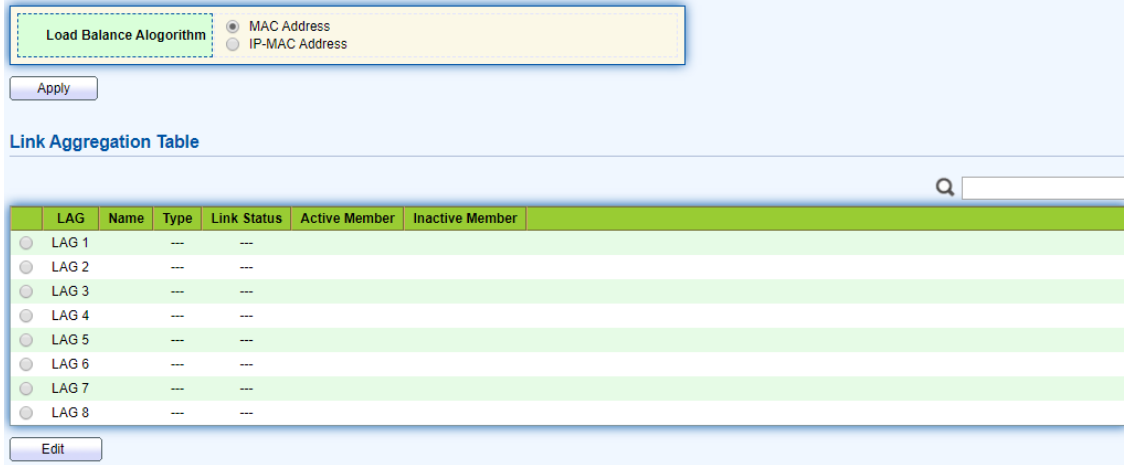 Load Balance Alogorithm
MAC Address
IP-MAC Address
Apply
Link Aggregation Table
LAG Name Type Link Status Active Member Inactive Member
LAG 1 --- ---
LAG 2 --- ---
LAG 3 --- ---
LAG 4 --- ---
LAG 5 --- ---
LAG 6 --- ---
LAG 7 --- ---
LAG 8 --- ---
Edit